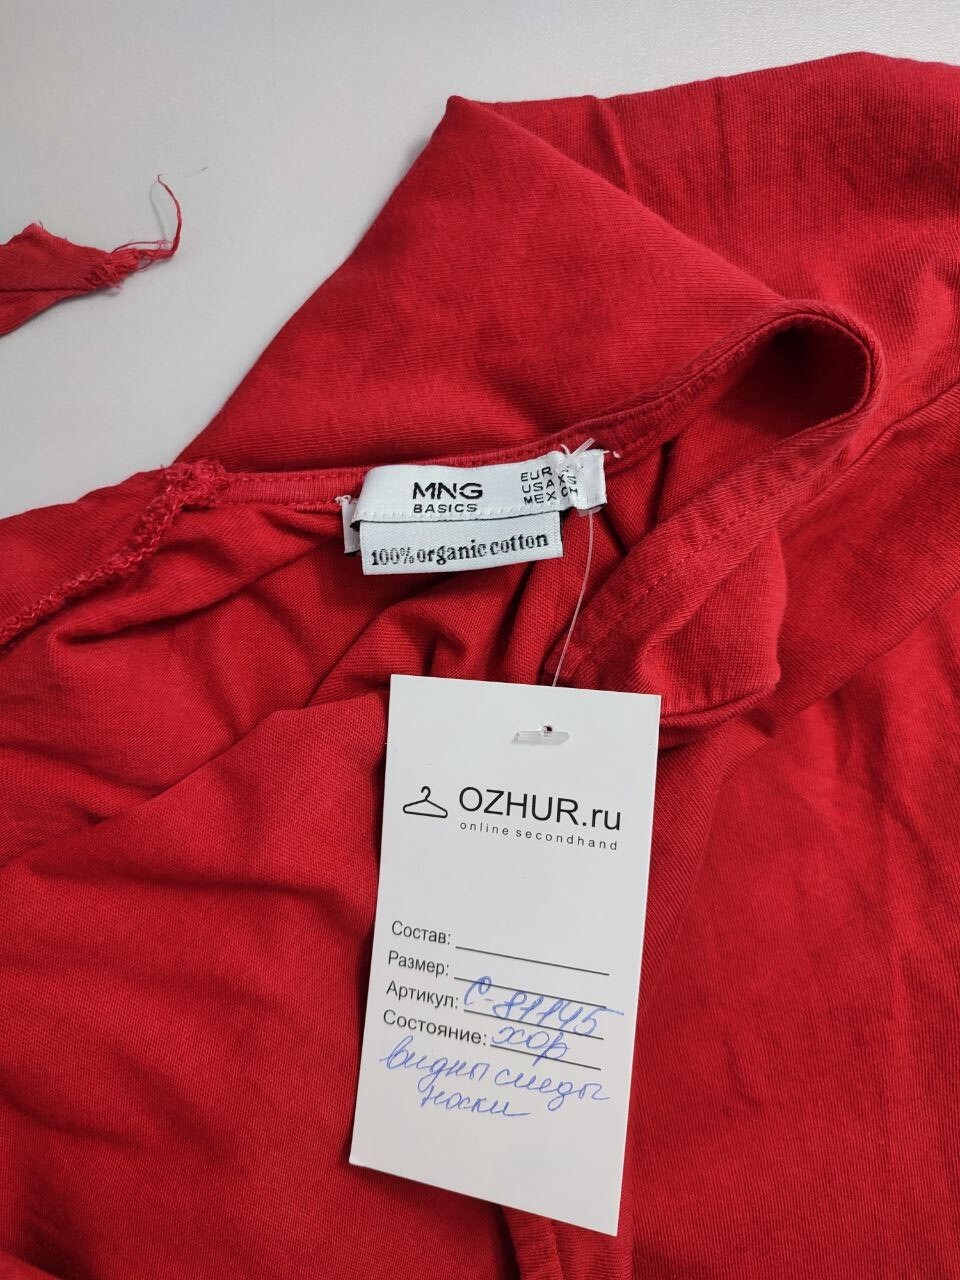 MNG
BASICS
EUR
USA X
MEX
100% organic cotton
OZHUR.ru
online secondhand
Состав:
Размер:
Артикул: С-81145
Состояние: хор
видны следы
носки